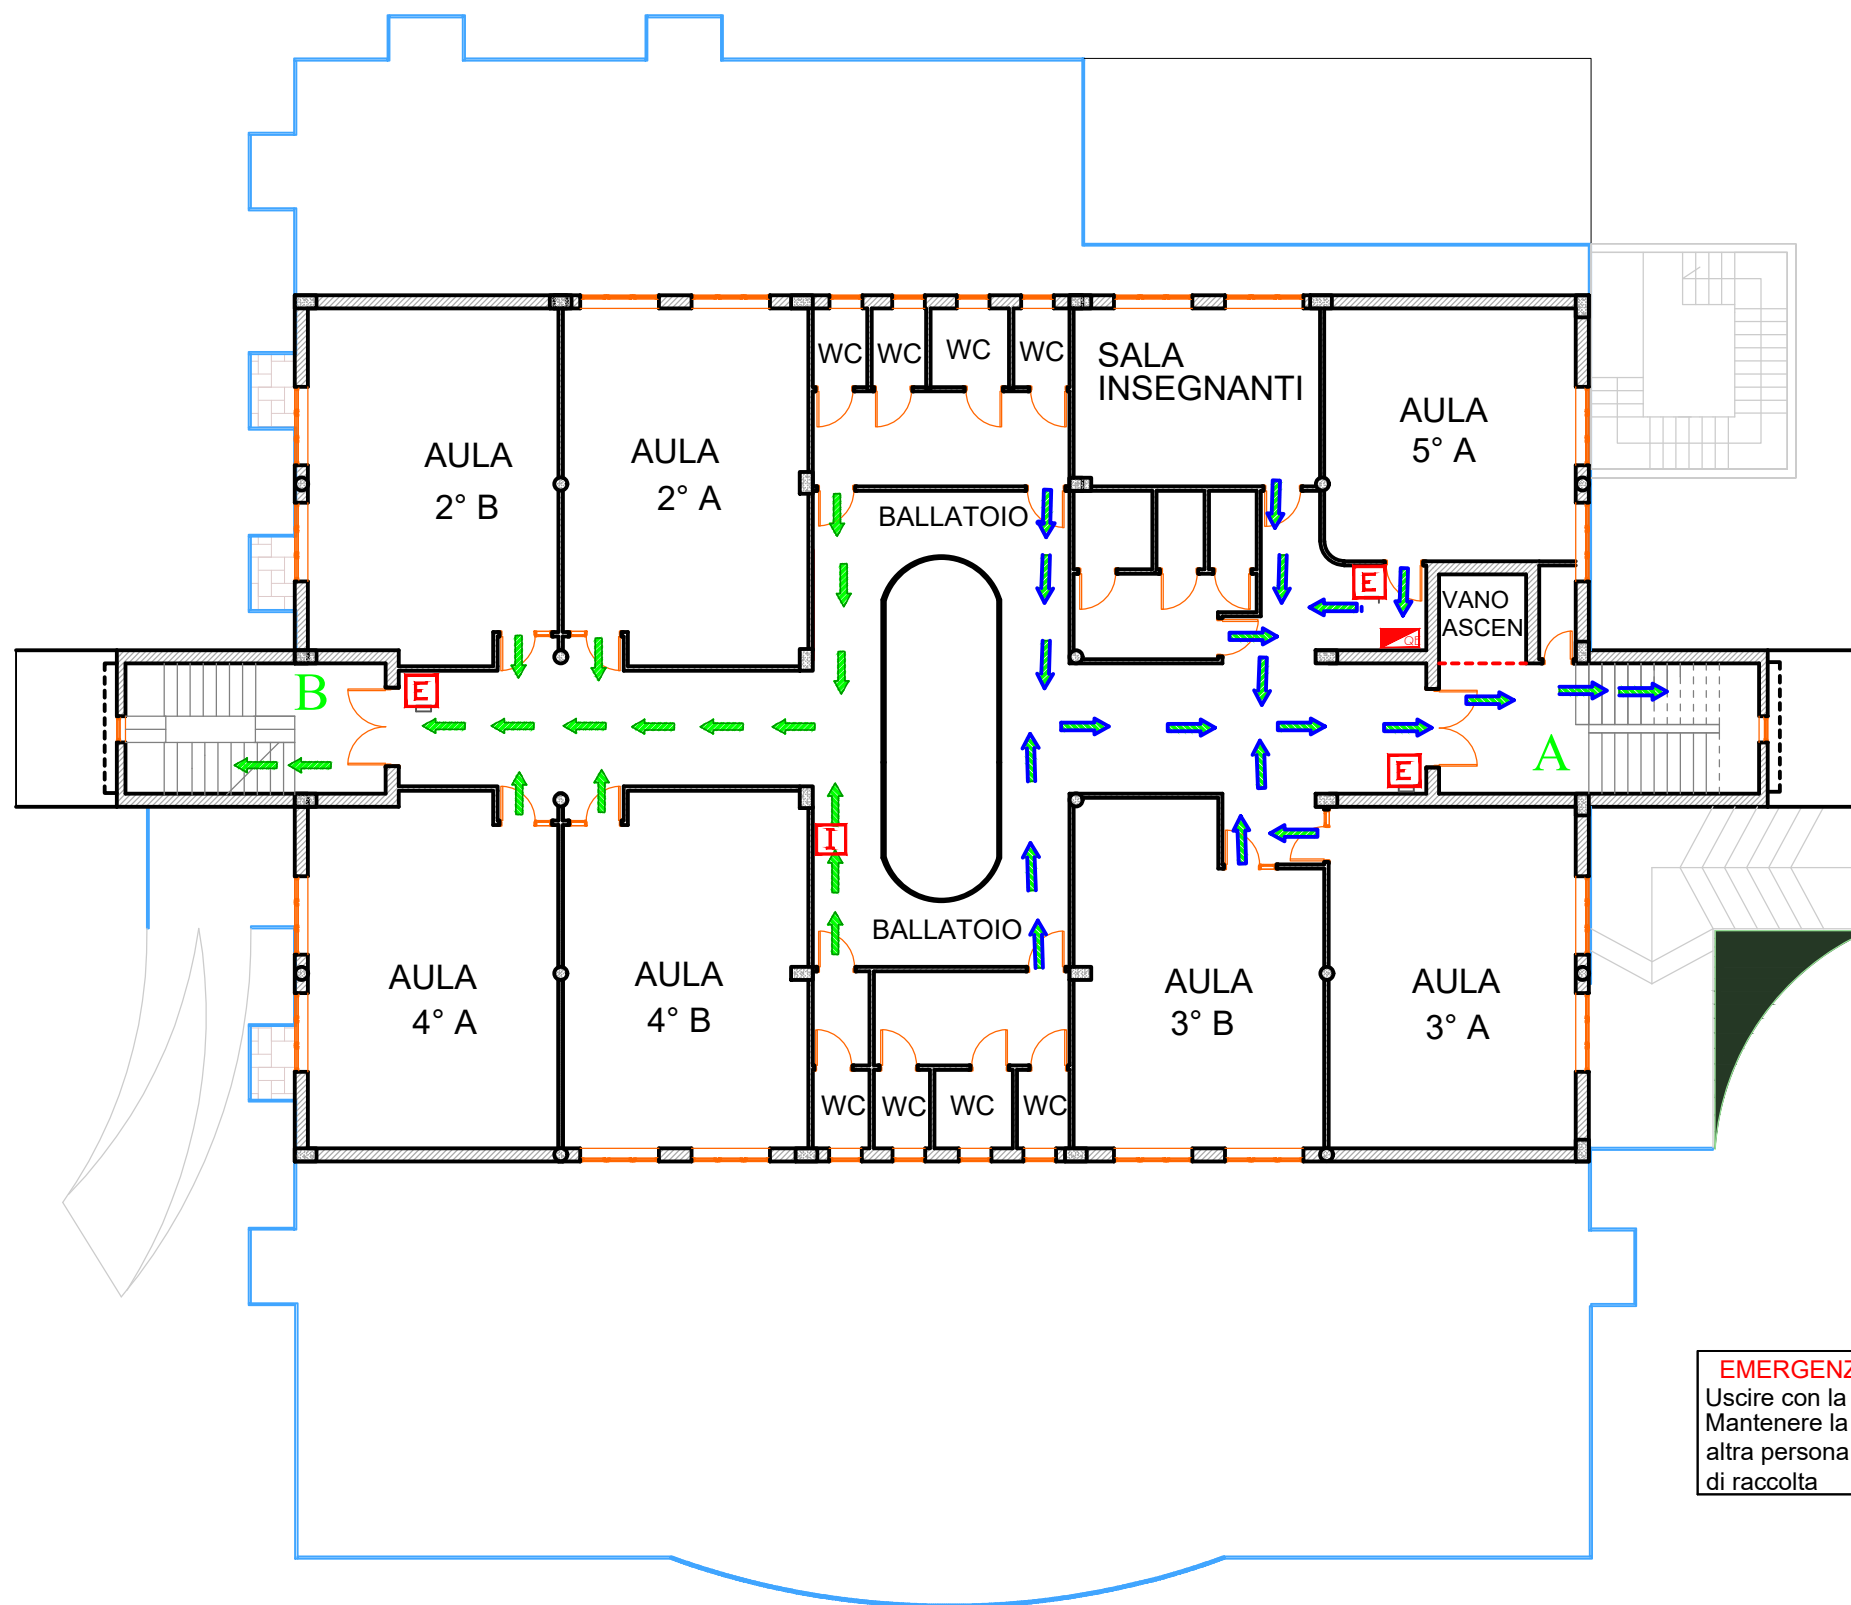 WC
WC
WC
WC
SALA
INSEGNANTI
AULA
5° A
AULA
2° B
AULA
2° A
BALLATOIO
E
QE
VANO
ASCEN
B
E
A
E
I
BALLATOIO
AULA
4° A
AULA
4° B
AULA
3° B
AULA
3° A
WC
WC
WC
WC
EMERGENZ
Uscire con la
Mantenere la
altra persona
di raccolta